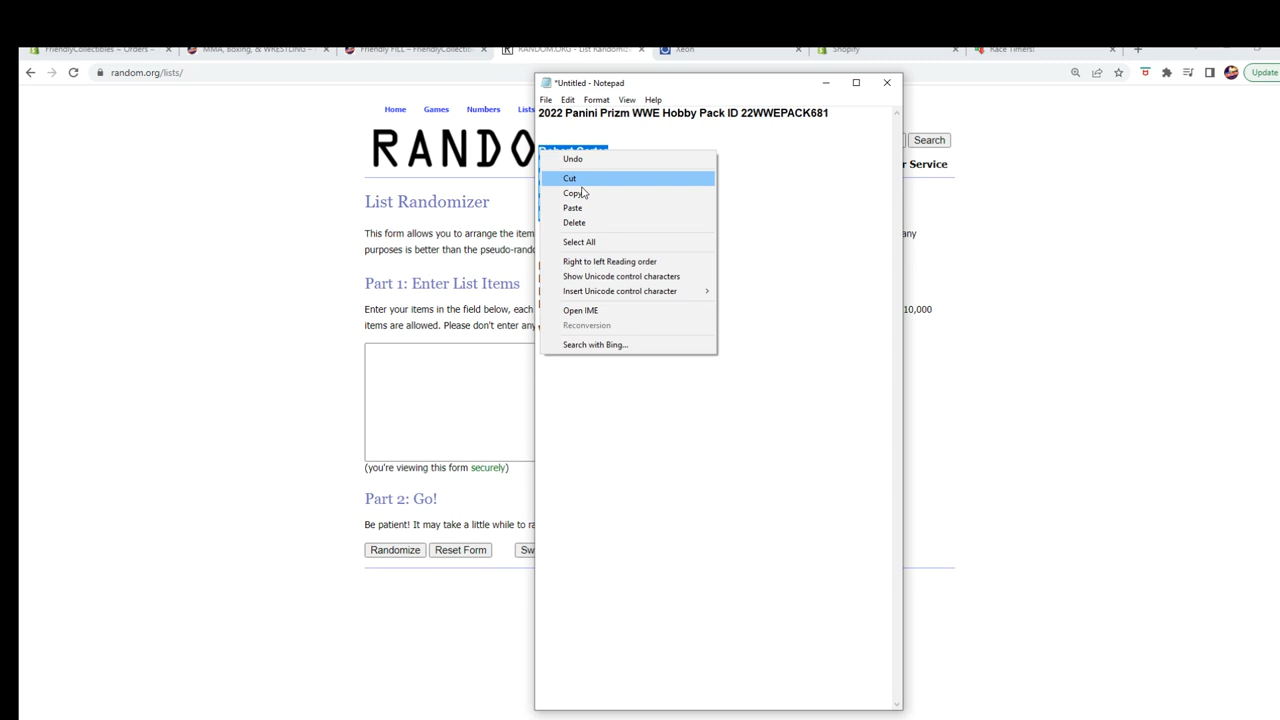 FriendlyCollectibles ~ Orders ~
MMA, Boxing, & WRESTLING ~
Friendly FILL – FriendlyCollecti
RANDOM.ORG - List Randomiz
Xeon
Shopify
Race Timers!
random.org/lists/
Update
*Untitled - Notepad
File Edit Format View Help
2022 Panini Prizm WWE Hobby Pack ID 22WWEPACK681
Home Games Numbers Lists
Search
RANDO
r Service
Undo
Cut
Copy
Paste
Delete
Select All
Right to left Reading order
Show Unicode control characters
Insert Unicode control character
Open IME
Reconversion
Search with Bing...
List Randomizer
This form allows you to arrange the item
any
purposes is better than the pseudo-rando
Part 1: Enter List Items
Enter your items in the field below, each
10,000
items are allowed. Please don't enter any
(you're viewing this form securely)
Part 2: Go!
Be patient! It may take a little while to ra
Randomize Reset Form Sw